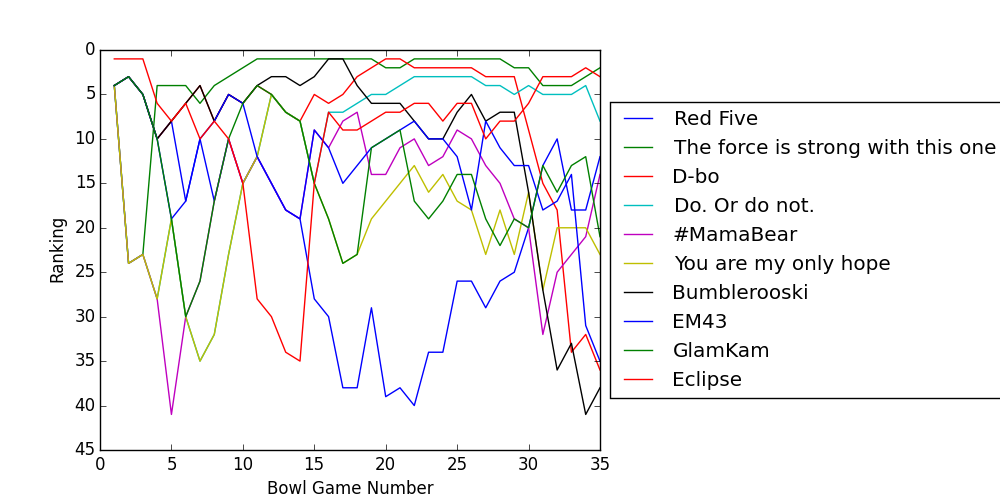 0
5
10
15
20
25
30
35
40
45
Ranking
0 5 10 15 20 25 30 35
Bowl Game Number
Red Five
The force is strong with this one
D-bo
Do. Or do not.
#MamaBear
You are my only hope
Bumblerooski
EM43
GlamKam
Eclipse